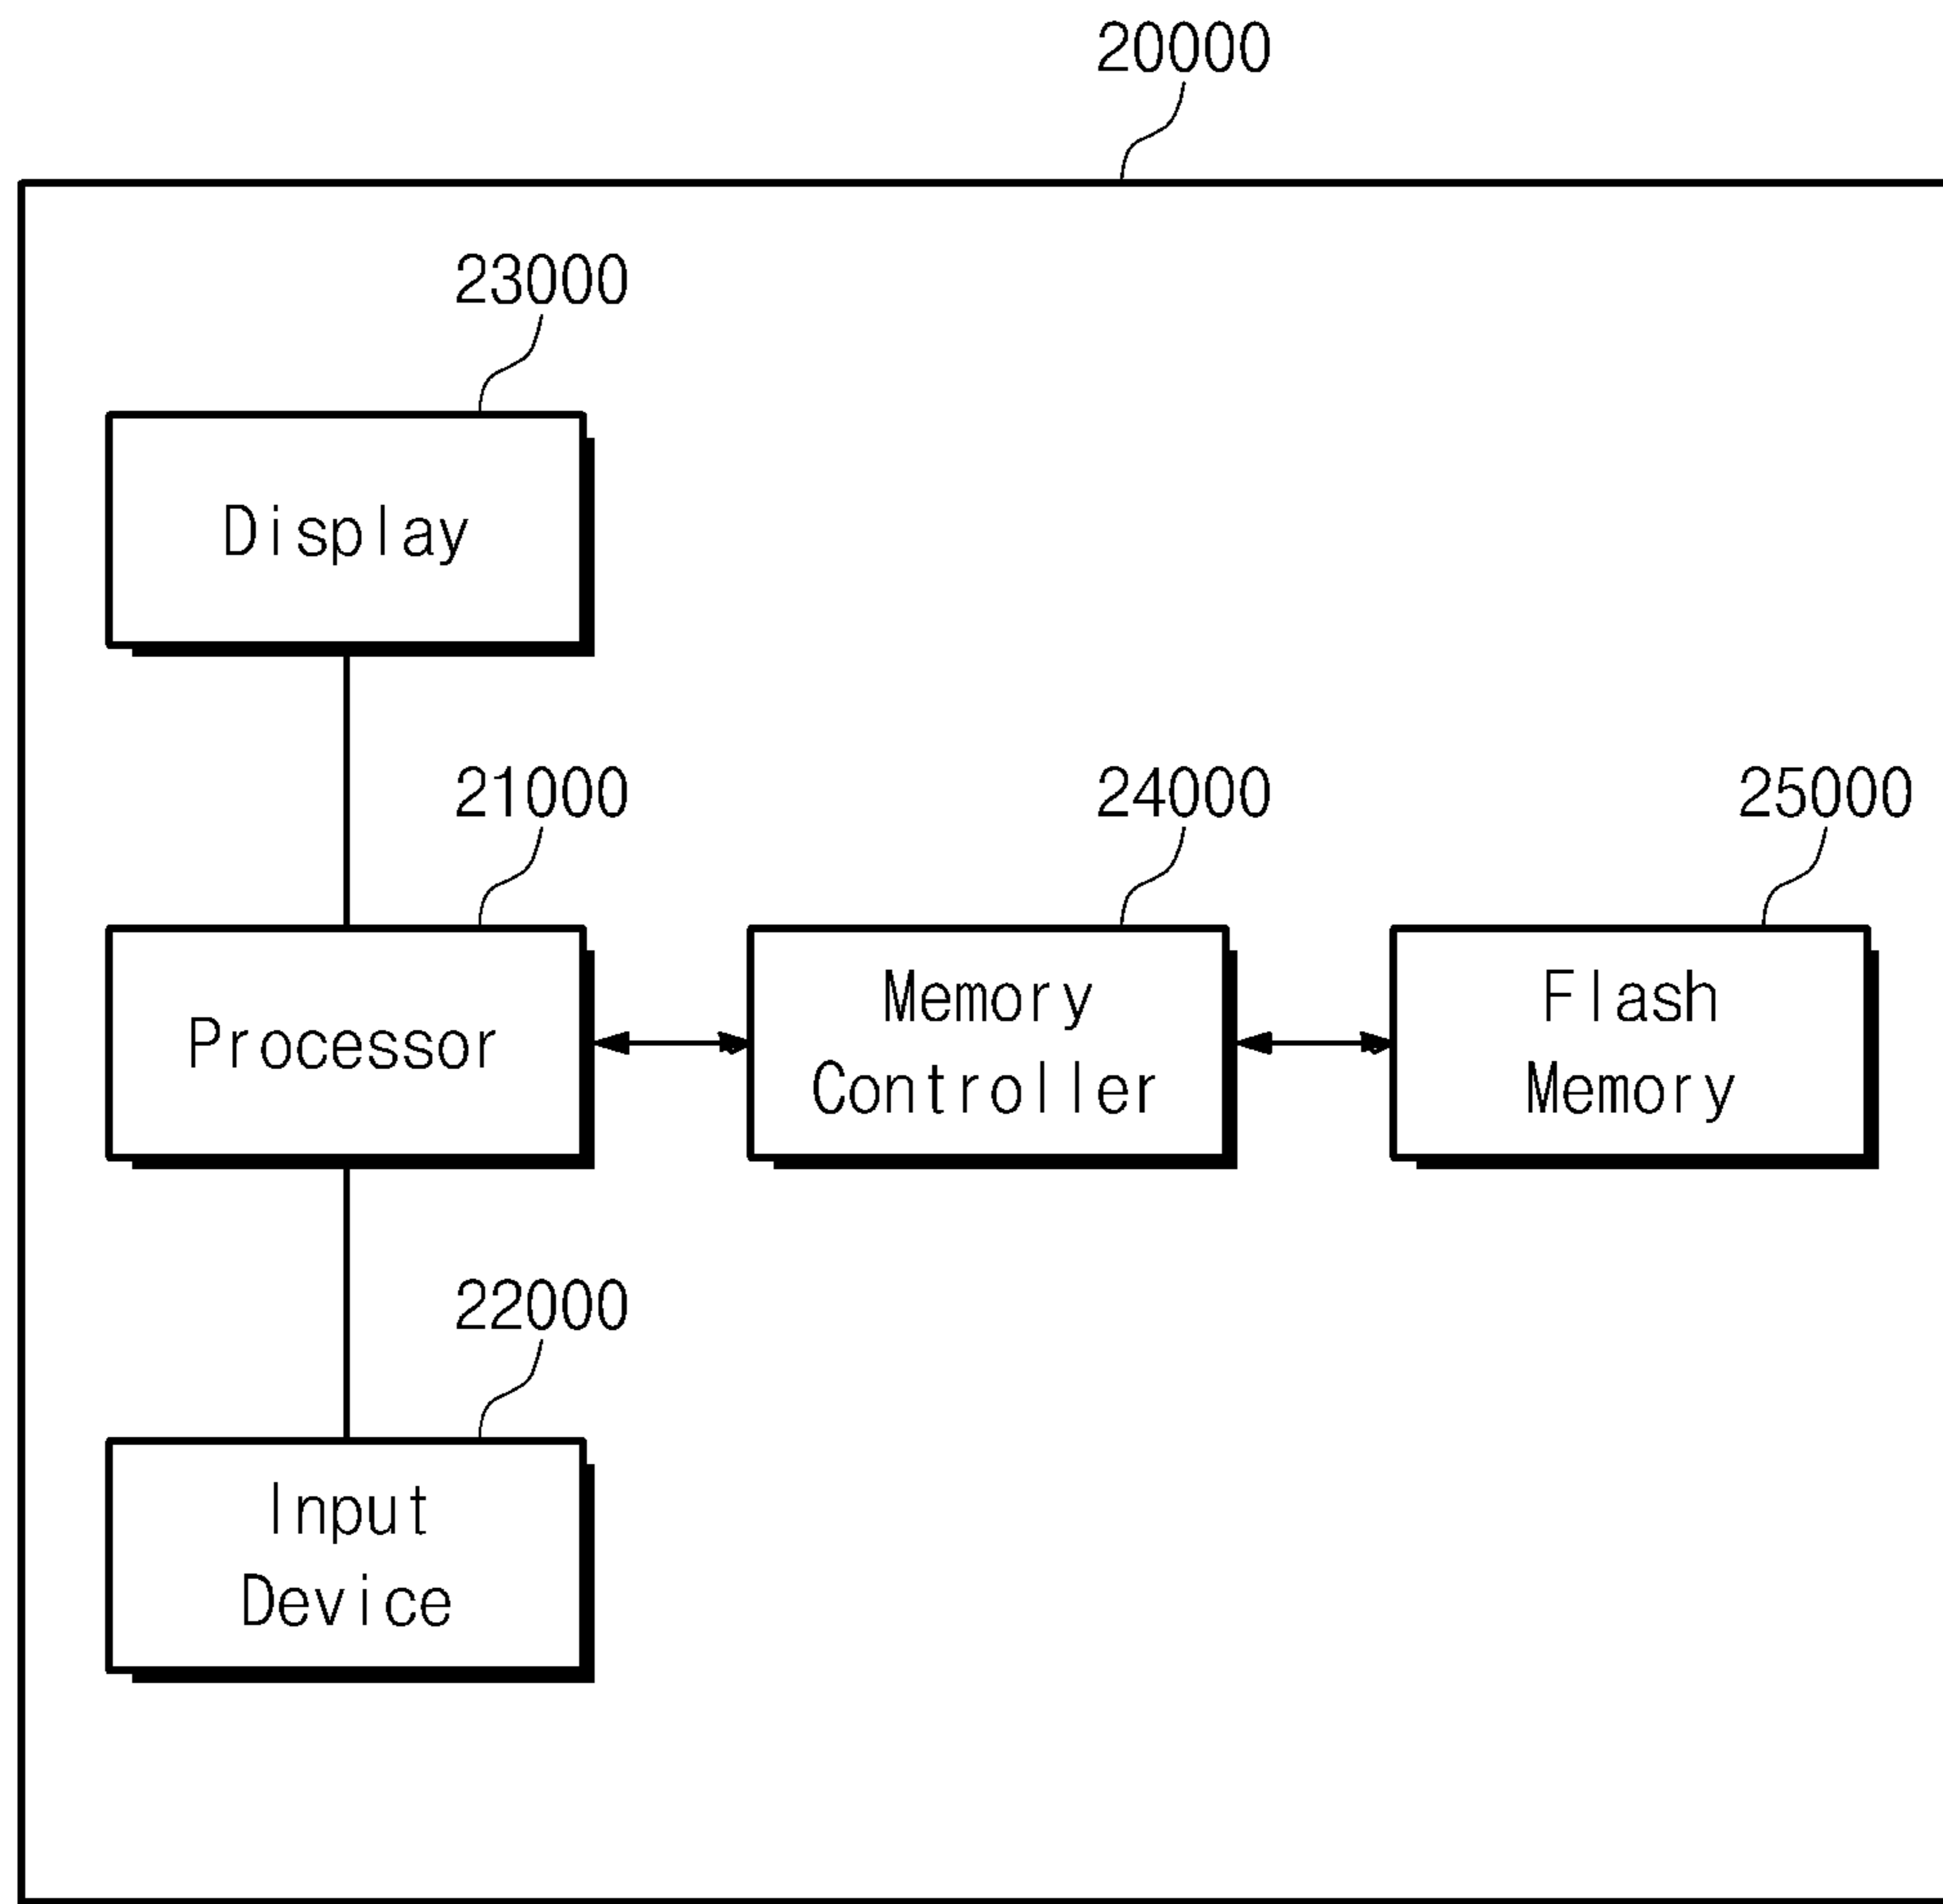 20000
23000
Display
21000
24000
25000
Processor
Memory
Controller
Flash
Memory
22000
Input
Device